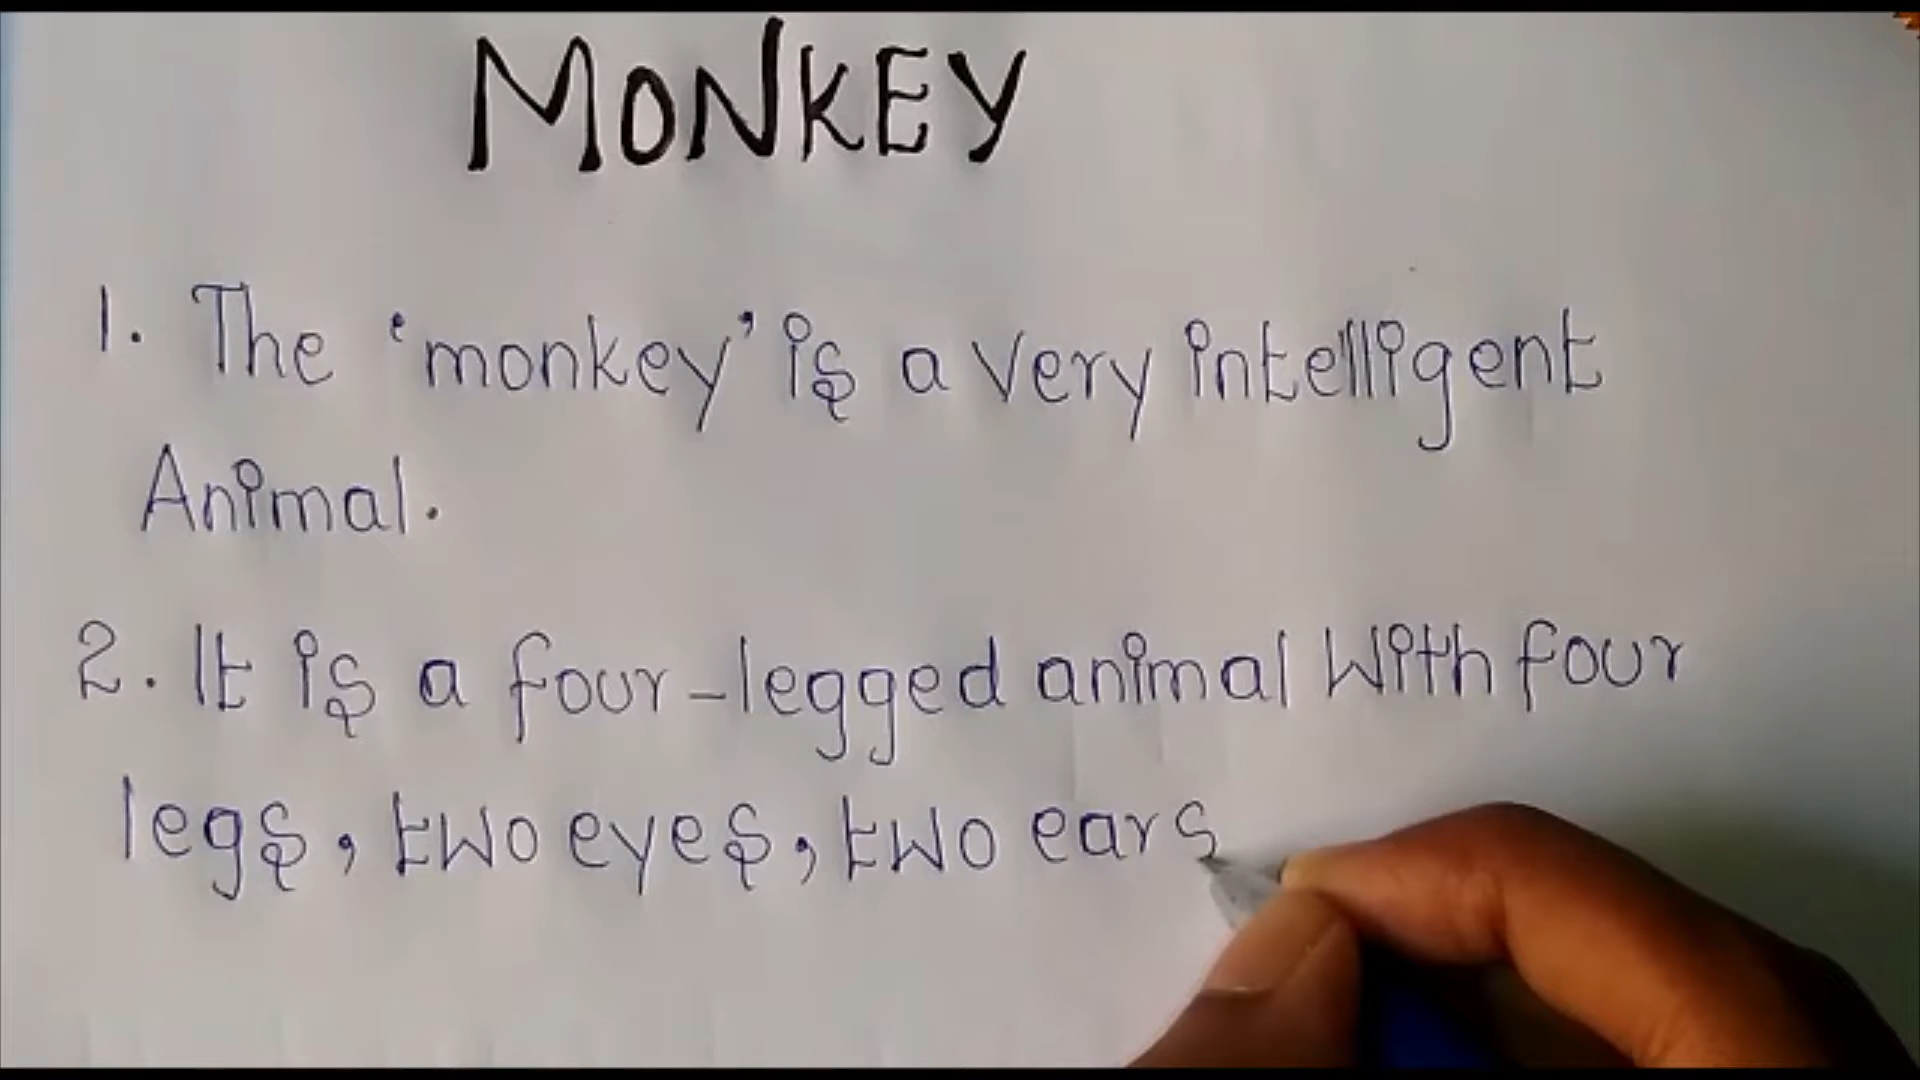 MONKEY
1. The 'monkey' is a very intelligent
Animal.
2. It is a four-legged animal with four
legs, two eyes, two ears